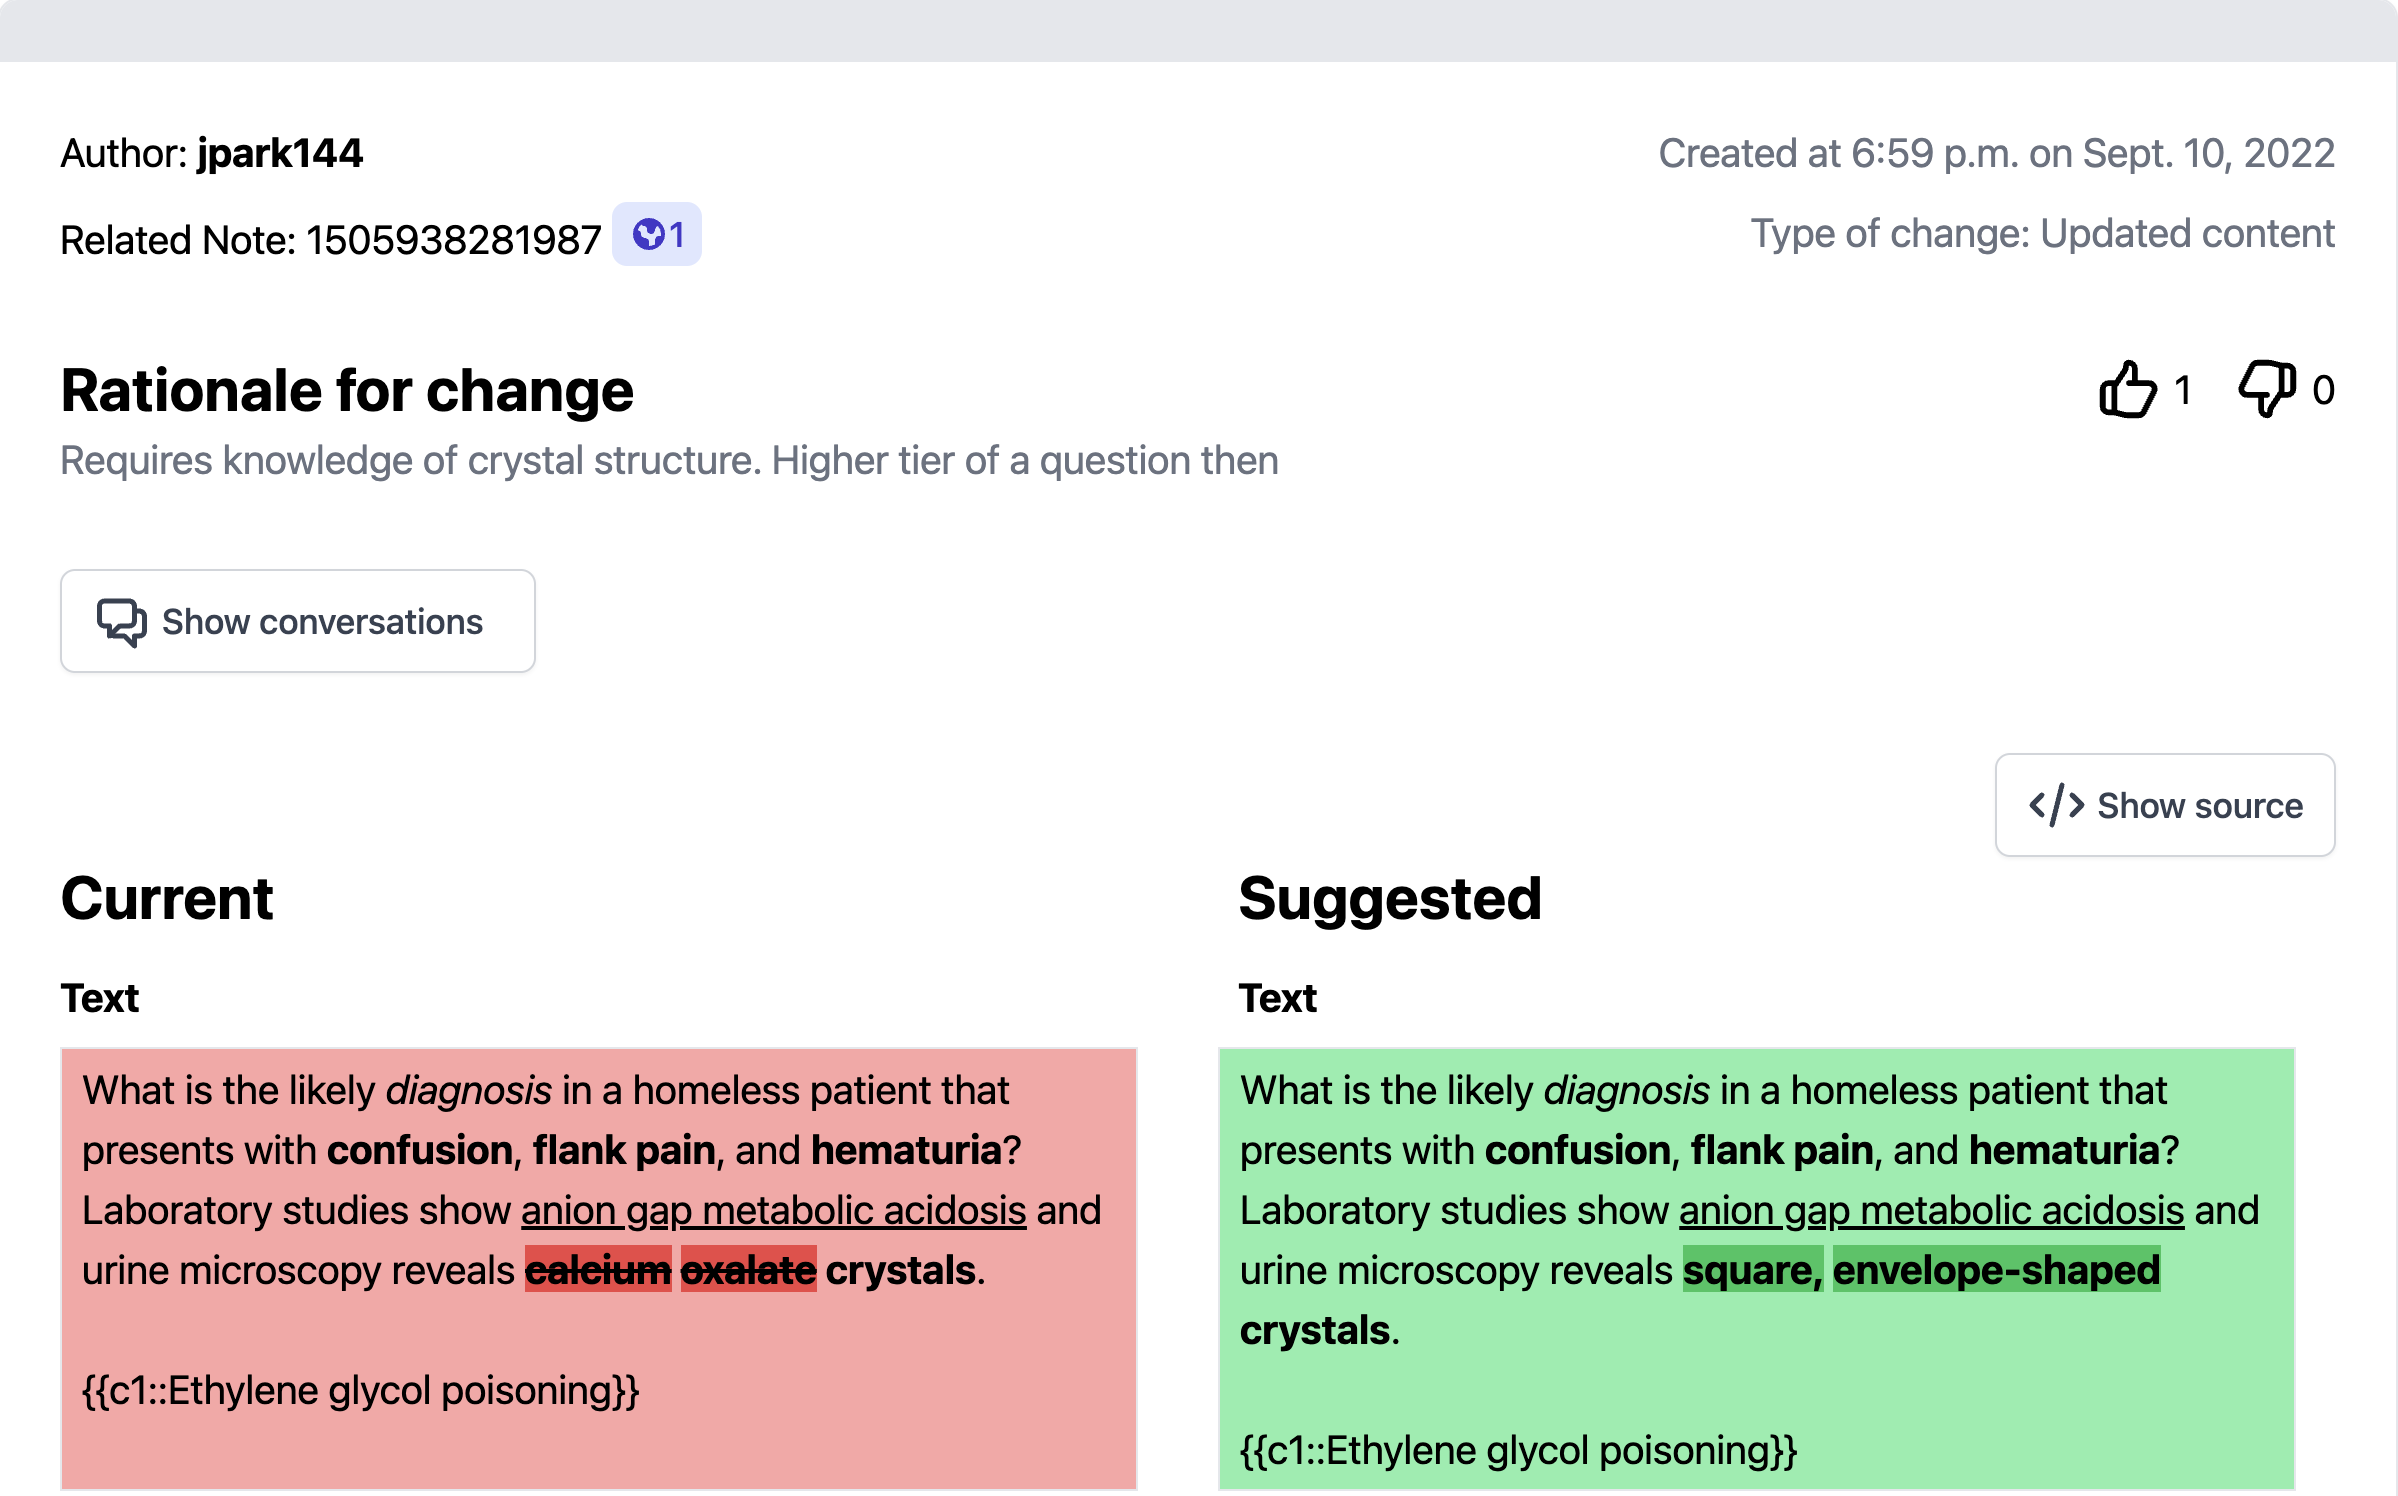 Author: jpark144
Created at 6:59 p.m. on Sept. 10, 2022
Related Note: 1505938281987 1
Type of change: Updated content
Rationale for change
1 0
Requires knowledge of crystal structure. Higher tier of a question then
Show conversations
</> Show source
Current
Text
What is the likely diagnosis in a homeless patient that
presents with confusion, flank pain, and hematuria?
Laboratory studies show anion gap metabolic acidosis and
urine microscopy reveals calcium oxalate crystals.
{{c1::Ethylene glycol poisoning}}
Suggested
Text
What is the likely diagnosis in a homeless patient that
presents with confusion, flank pain, and hematuria?
Laboratory studies show anion gap metabolic acidosis and
urine microscopy reveals square, envelope-shaped
crystals.
{{c1::Ethylene glycol poisoning}}